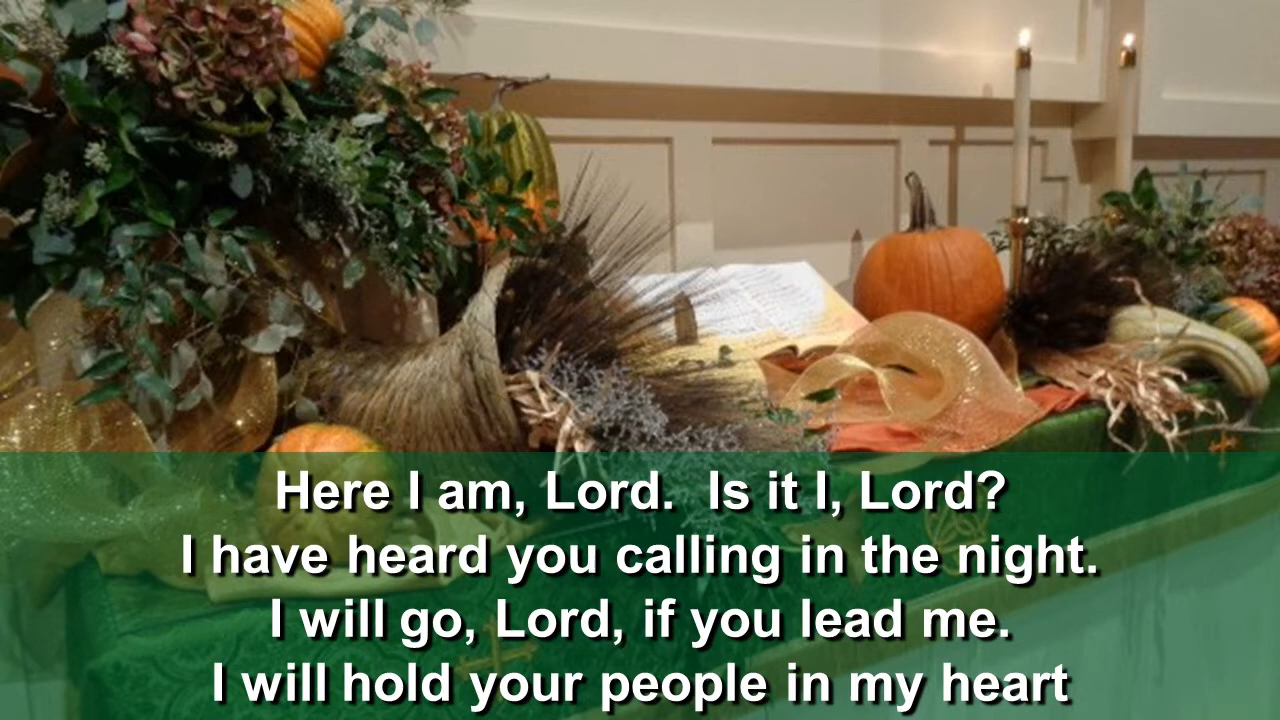 Here I am, Lord.  Is it I, Lord?
I have heard you calling in the night.
I will go, Lord, if you lead me.
I will hold your people in my heart